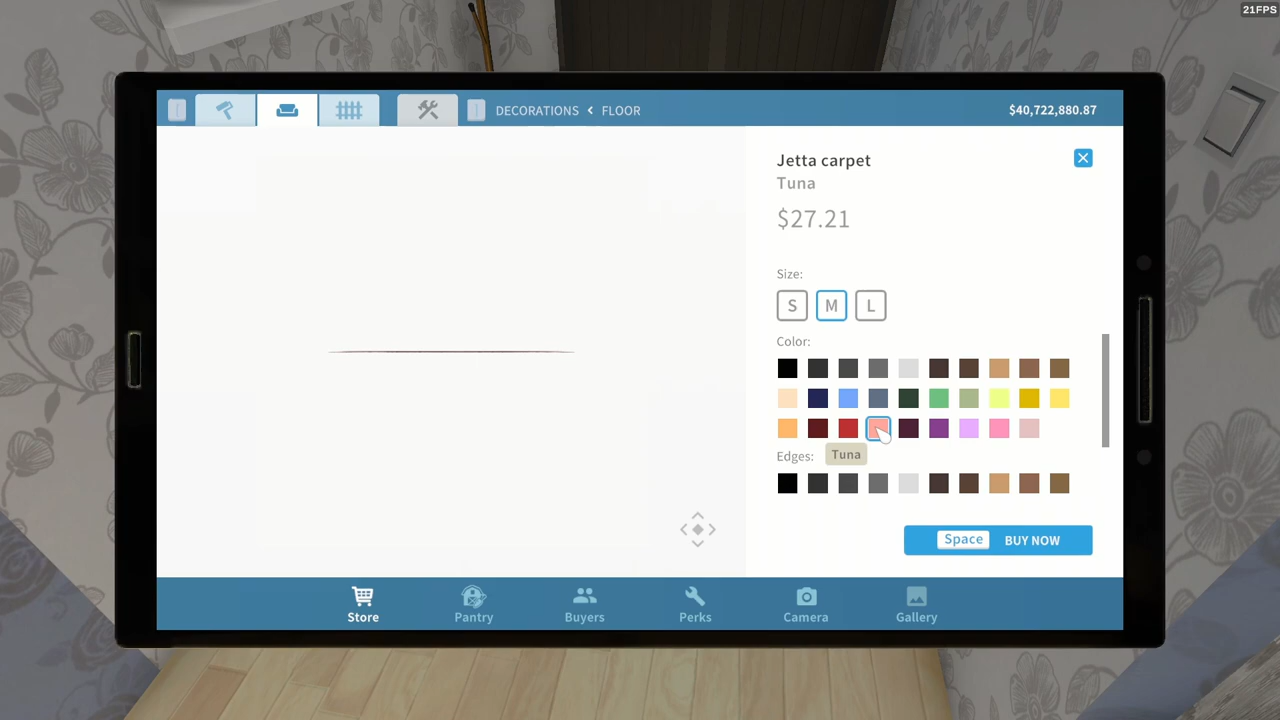 21FPS
DECORATIONS < FLOOR
$40,722,880.87
Jetta carpet
Tuna
$27.21
Size:
S M L
Color:
Edges:
Tuna
Space BUY NOW
Store Pantry Buyers Perks Camera Gallery